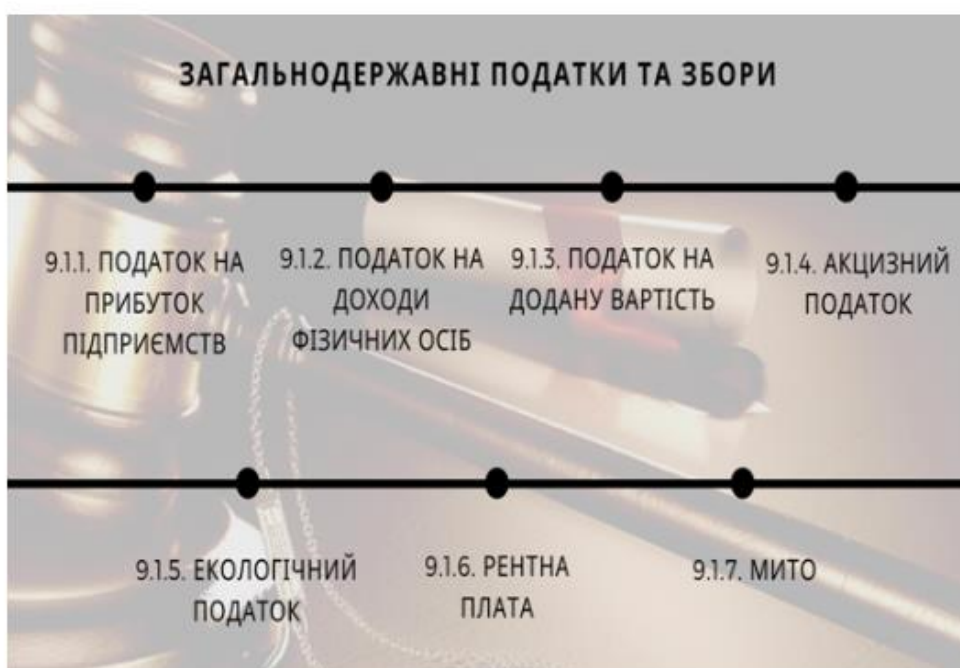 ЗАГАЛЬНОДЕРЖАВНІ ПОДАТКИ ТА ЗБОРИ
9.1.1. ПОДАТОК НА
ПРИБУТОК
ПІДПРИЄМСТВ
9.1.2. ПОДАТОК НА
ДОХОДИ
ФІЗИЧНИХ ОСІБ
9.1.3. ПОДАТОК НА
ДОДАНУ ВАРТІСТЬ
9.1.4. АКЦИЗНИЙ
ПОДАТОК
9.1.5. ЕКОЛОГІЧНИЙ
ПОДАТОК
9.1.6. РЕНТНА
ПЛАТА
9.1.7. МИТО